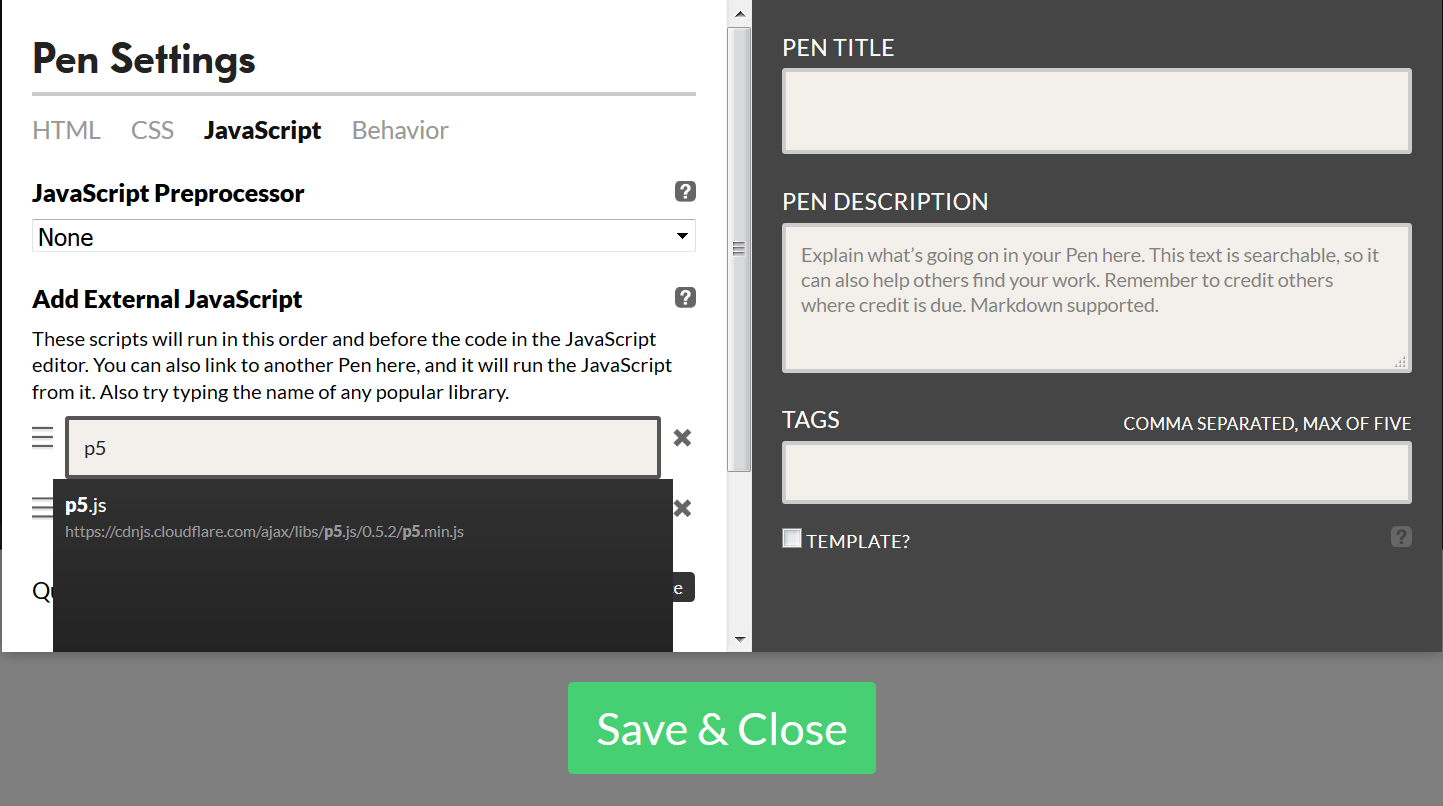 Pen Settings
HTML CSS JavaScript Behavior
JavaScript Preprocessor ?
None
Add External JavaScript ?
These scripts will run in this order and before the code in the JavaScript
editor. You can also link to another Pen here, and it will run the JavaScript
from it. Also try typing the name of any popular library.
p5
p5.js
https://cdnjs.cloudflare.com/ajax/libs/p5.js/0.5.2/p5.min.js
PEN TITLE
PEN DESCRIPTION
Explain what’s going on in your Pen here. This text is searchable, so it
can also help others find your work. Remember to credit others
where credit is due. Markdown supported.
TAGS COMMA SEPARATED, MAX OF FIVE
TEMPLATE? ?
Save & Close